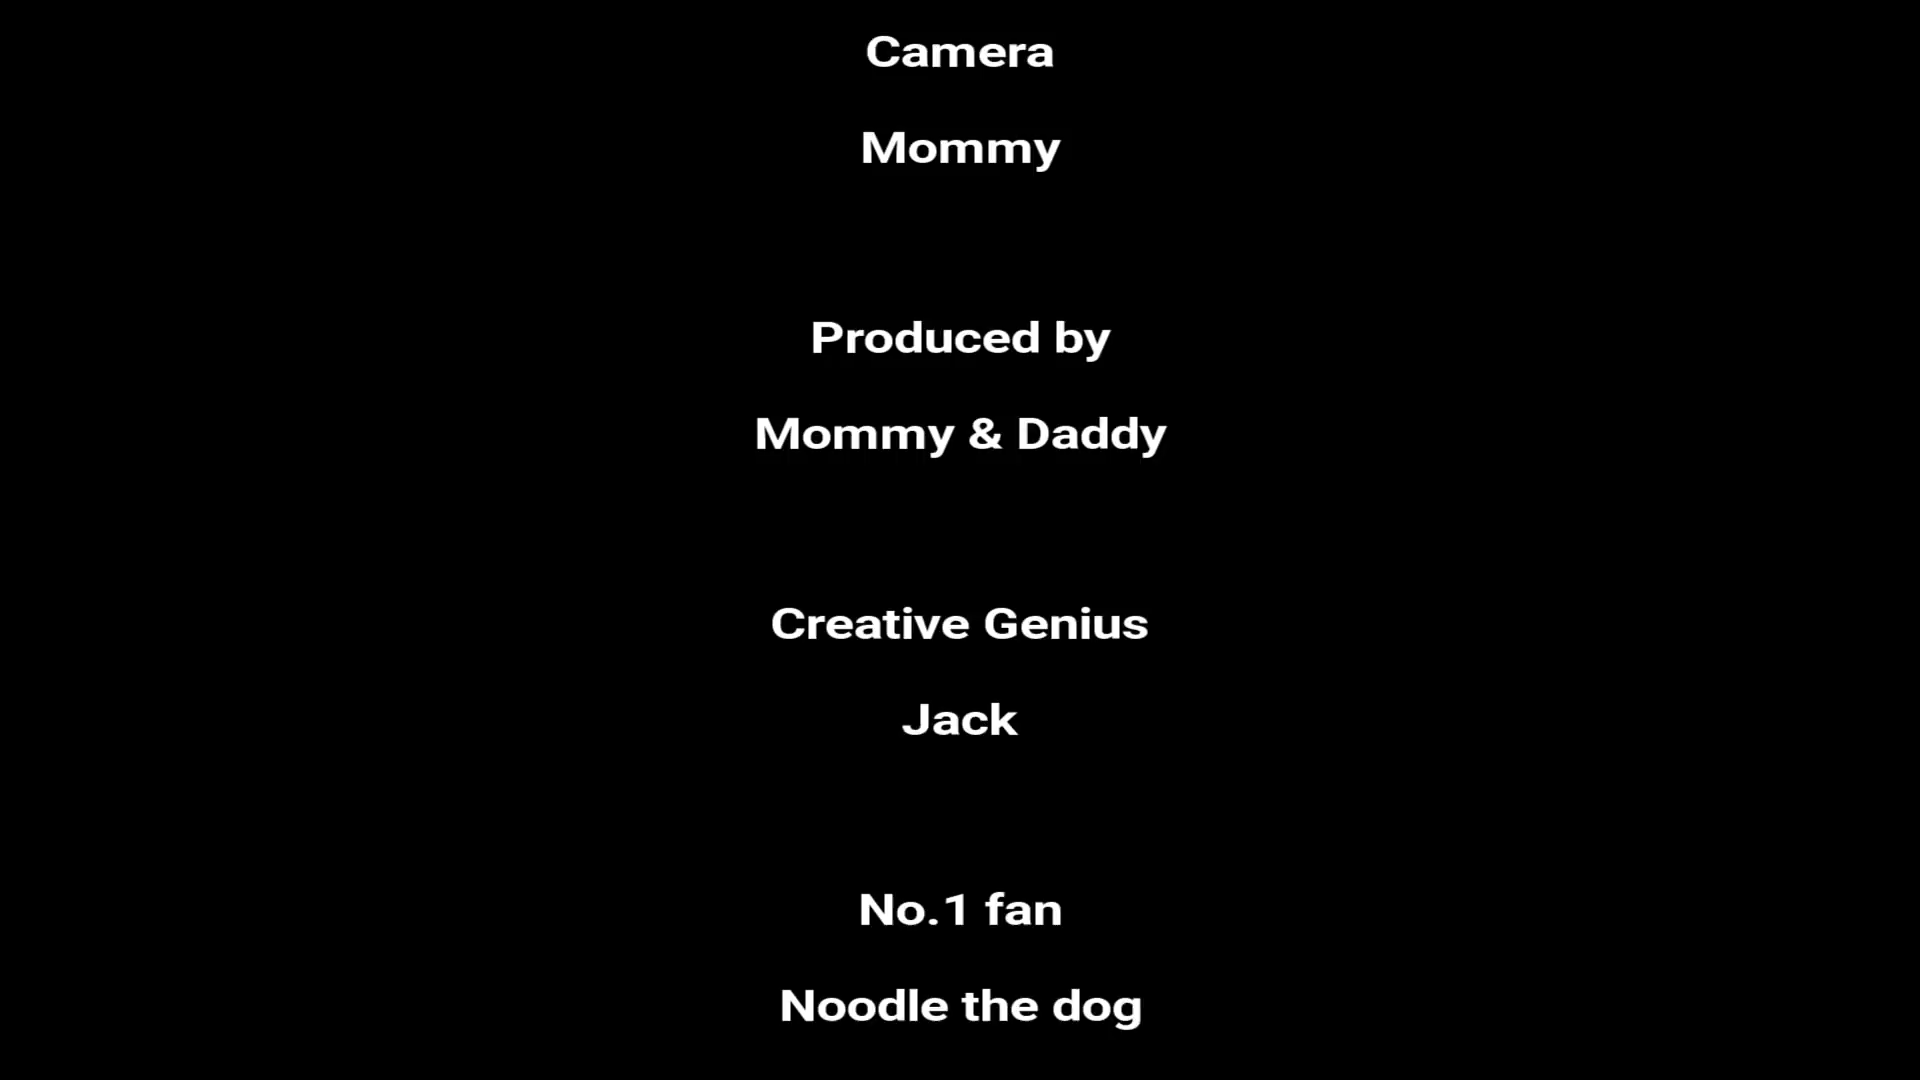 Camera
Mommy
Produced by
Mommy & Daddy
Creative Genius
Jack
No.1 fan
Noodle the dog